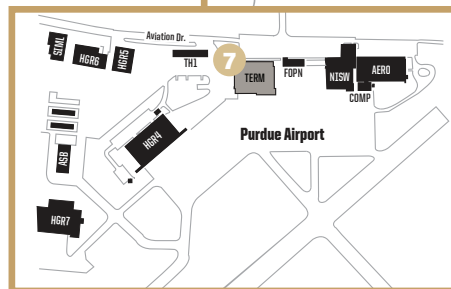 Aviation Dr.
SIML
HGR6
HGR5
TH1
7
TERM
FOPN
NISW
AERO
COMP
HGR4
Purdue Airport
ASB
HGR7